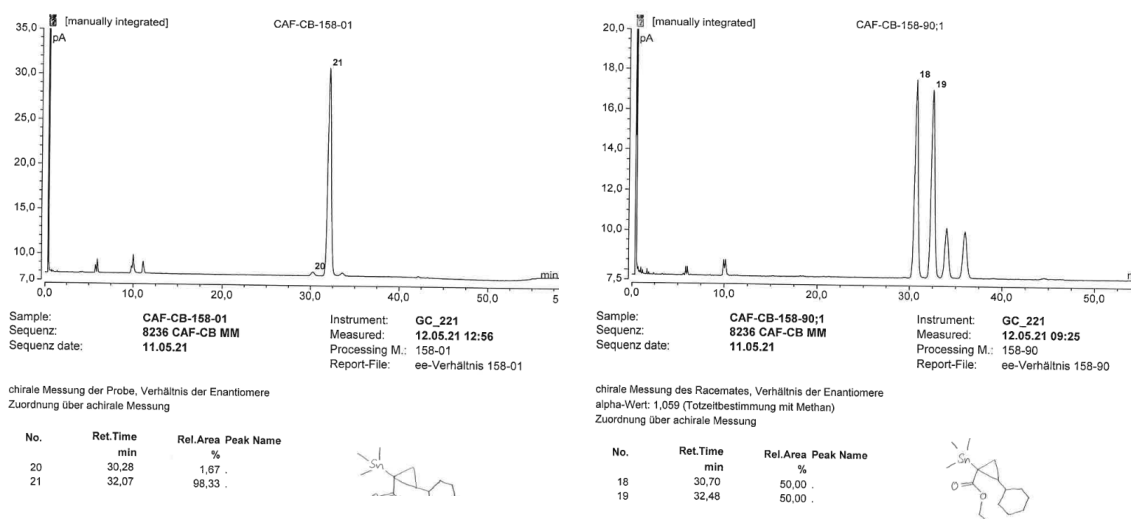 [manually integrated]
CAF-CB-158-01
35,0
pA
30,0
25,0
20,0
15,0
10,0
7,0
21
20
min
0,0 10,0 20,0 30,0 40,0 5
Sample: CAF-CB-158-01
Sequenz: 8236 CAF-CB MM
Sequenz date: 11.05.21
Instrument: GC_221
Measured: 12.05.21 12:56
Processing M.: 158-01
Report-File: ee-Verhältnis 158-01
chirale Messung der Probe, Verhältnis der Enantiomere
Zuordnung über achirale Messung
No. Ret.Time Rel.Area Peak Name
min %
20 30,28 1,67 .
21 32,07 98,33 .
Sn
[manually integrated]
CAF-CB-158-90;1
20,0
pA
18,0
16,0
14,0
12,0
10,0
7,5
18
19
0,0 10,0 20,0 30,0 40,0 50,0
Sample: CAF-CB-158-90;1
Sequenz: 8236 CAF-CB MM
Sequenz date: 11.05.21
Instrument: GC_221
Measured: 12.05.21 09:25
Processing M.: 158-90
Report-File: ee-Verhältnis 158-90
chirale Messung des Racemates, Verhältnis der Enantiomere
alpha-Wert: 1,059 (Totzeitbestimmung mit Methan)
Zuordnung über achirale Messung
No. Ret.Time Rel.Area Peak Name
min %
18 30,70 50,00 .
19 32,48 50,00 .
Sn
O
O